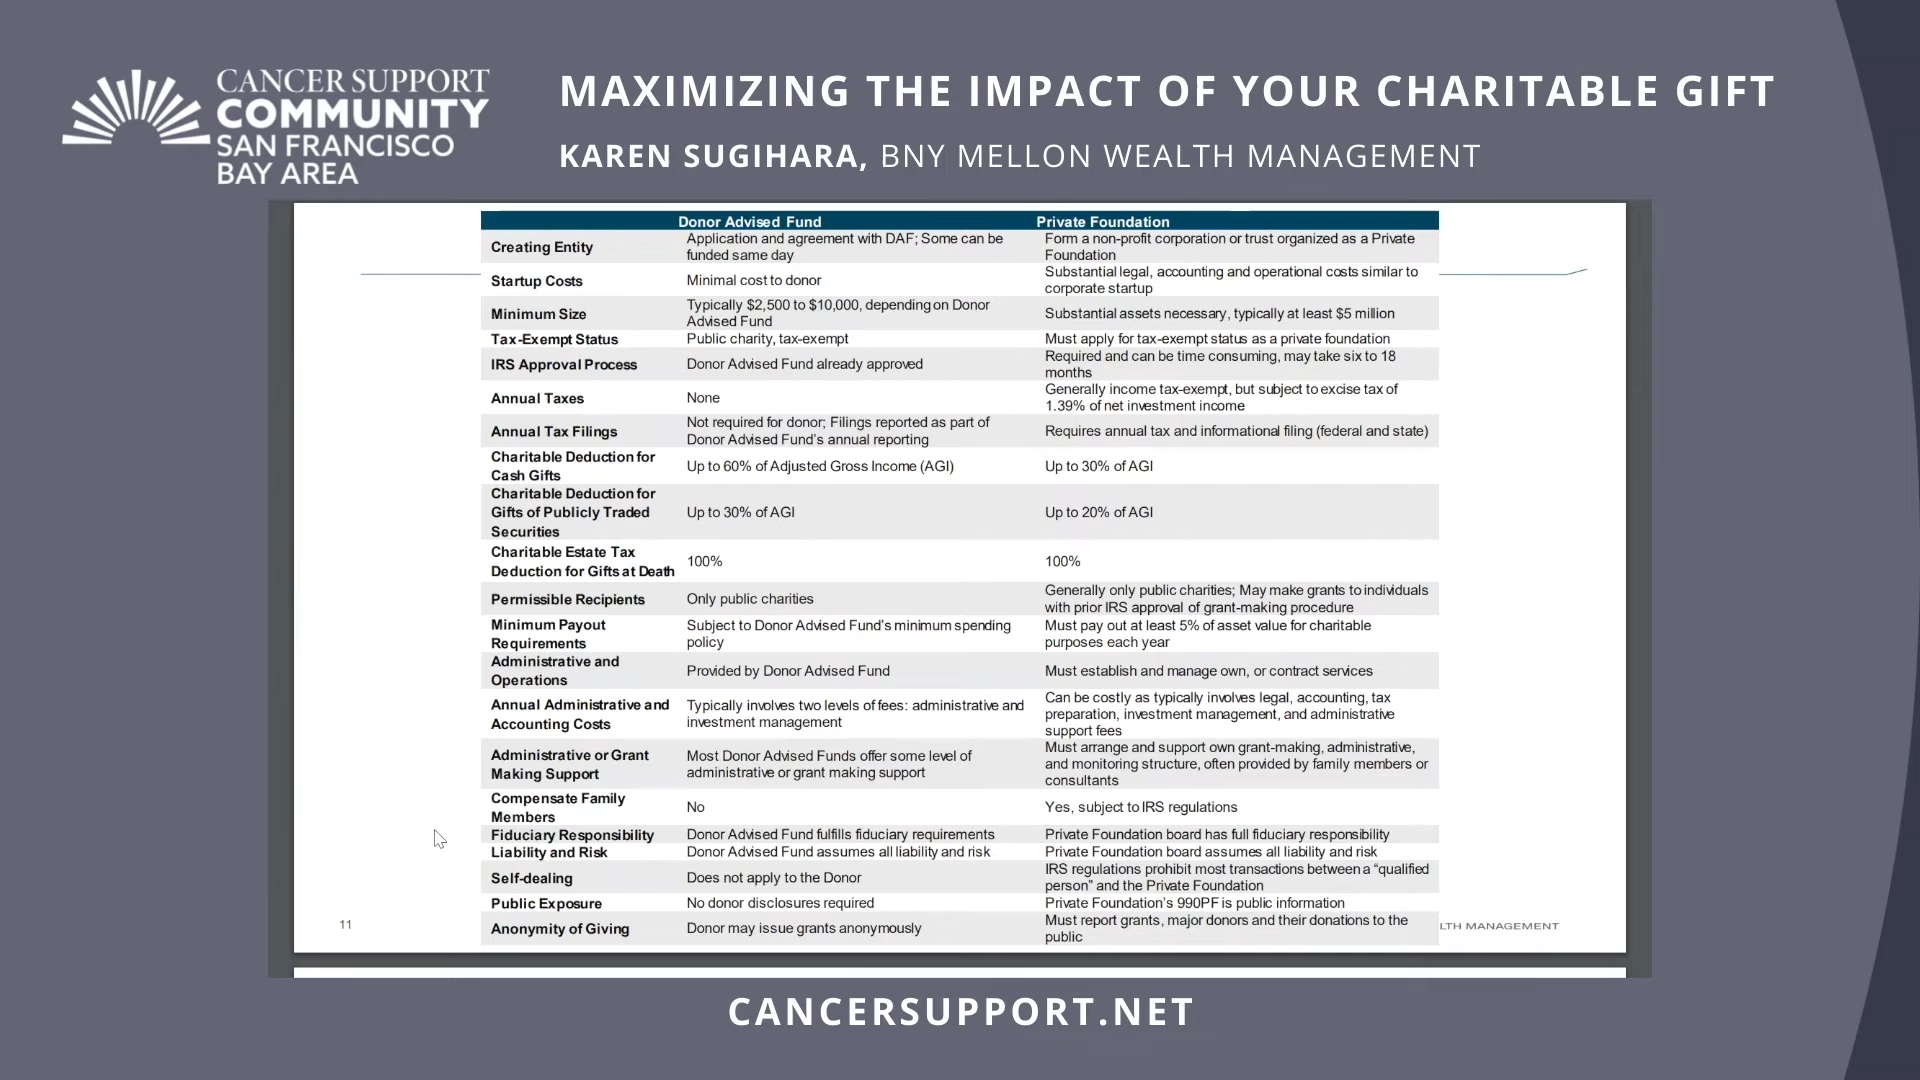 CANCER SUPPORT
COMMUNITY
SAN FRANCISCO
BAY AREA
MAXIMIZING THE IMPACT OF YOUR CHARITABLE GIFT
KAREN SUGIHARA, BNY MELLON WEALTH MANAGEMENT
Donor Advised Fund Private Foundation
Creating Entity
Application and agreement with DAF; Some can be
funded same day
Form a non-profit corporation or trust organized as a Private
Foundation
Startup Costs
Minimal cost to donor
Substantial legal, accounting and operational costs similar to
corporate startup
Minimum Size
Typically $2,500 to $10,000, depending on Donor
Advised Fund
Substantial assets necessary, typically at least $5 million
Tax-Exempt Status
Public charity, tax-exempt
Must apply for tax-exempt status as a private foundation
IRS Approval Process
Donor Advised Fund already approved
Required and can be time consuming, may take six to 18
months
Annual Taxes
None
Generally income tax-exempt, but subject to excise tax of
1.39% of net investment income
Annual Tax Filings
Not required for donor; Filings reported as part of
Donor Advised Fund's annual reporting
Requires annual tax and informational filing (federal and state)
Charitable Deduction for
Cash Gifts
Up to 60% of Adjusted Gross Income (AGI)
Up to 30% of AGI
Charitable Deduction for
Gifts of Publicly Traded
Securities
Up to 30% of AGI
Up to 20% of AGI
Charitable Estate Tax
Deduction for Gifts at Death
100%
100%
Permissible Recipients
Only public charities
Generally only public charities; May make grants to individuals
with prior IRS approval of grant-making procedure
Minimum Payout
Requirements
Subject to Donor Advised Fund's minimum spending
policy
Must pay out at least 5% of asset value for charitable
purposes each year
Administrative and
Operations
Provided by Donor Advised Fund
Must establish and manage own, or contract services
Annual Administrative and
Accounting Costs
Typically involves two levels of fees: administrative and
investment management
Can be costly as typically involves legal, accounting, tax
preparation, investment management, and administrative
support fees
Administrative or Grant
Making Support
Most Donor Advised Funds offer some level of
administrative or grant making support
Must arrange and support own grant-making, administrative,
and monitoring structure, often provided by family members or
consultants
Compensate Family
Members
No
Yes, subject to IRS regulations
Fiduciary Responsibility
Donor Advised Fund fulfills fiduciary requirements
Private Foundation board has full fiduciary responsibility
Liability and Risk
Donor Advised Fund assumes all liability and risk
Private Foundation board assumes all liability and risk
Self-dealing
Does not apply to the Donor
IRS regulations prohibit most transactions between a “qualified
person” and the Private Foundation
Public Exposure
No donor disclosures required
Private Foundation's 990PF is public information
Anonymity of Giving
Donor may issue grants anonymously
Must report grants, major donors and their donations to the
public
11
LTH MANAGEMENT
CANCERSUPPORT.NET